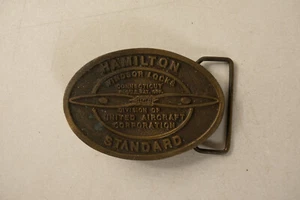 HAMILTON
WINDSOR LOCKS
CONNECTICUT
DIVISION OF
UNITED AIRCRAFT
CORPORATION
STANDARD